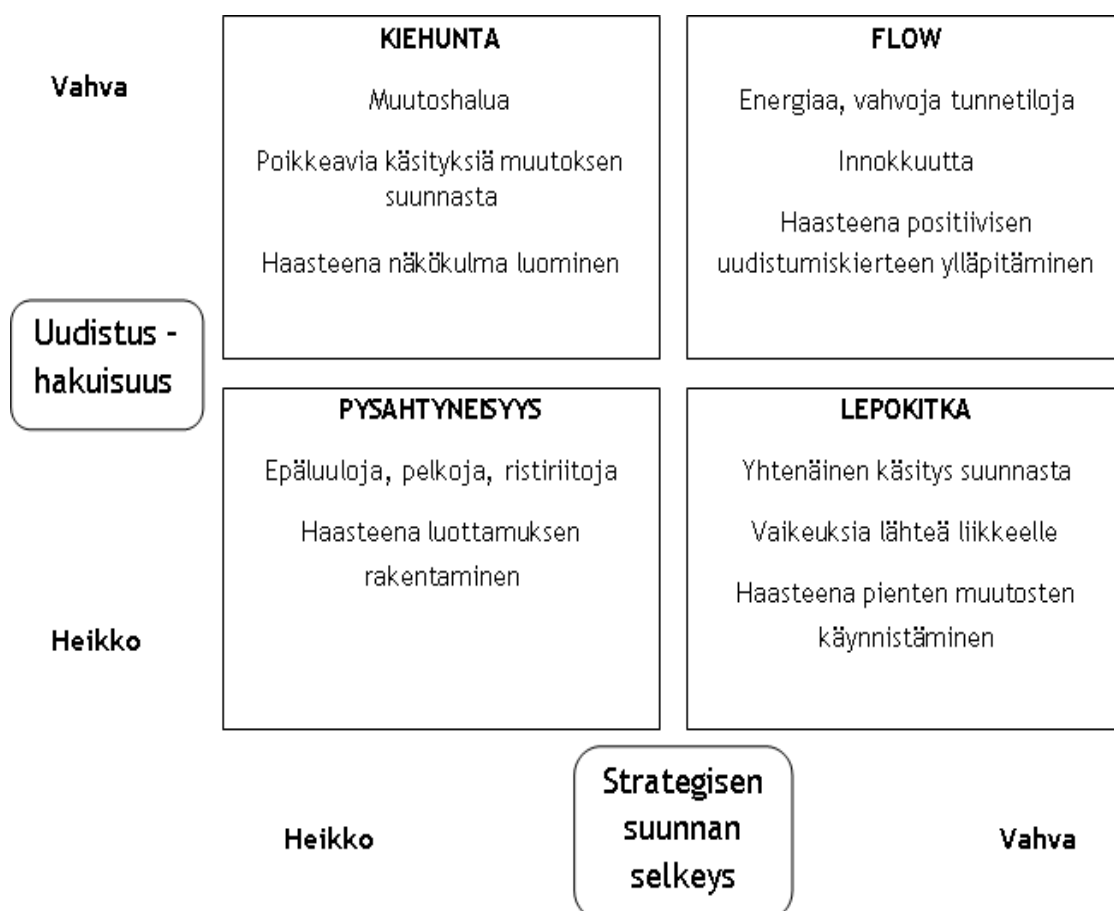 Vahva
KIEHUNTA
Muutoshalua
Poikkeavia käsityksiä muutoksen
suunnasta
Haasteena näkökulma luominen
FLOW
Energiaa, vahvoja tunnetiloja
Innokkuutta
Haasteena positiivisen
uudistumiskierteen ylläpitäminen
Uudistus -
hakuisuus
Heikko
PYSAHTYNEISYYS
Epäluuloja, pelkoja, ristiriitoja
Haasteena luottamuksen
rakentaminen
LEPOKITKA
Yhtenäinen käsitys suunnasta
Vaikeuksia lähteä liikkeelle
Haasteena pienten muutosten
käynnistäminen
Heikko
Strategisen
suunnan
selkeys
Vahva